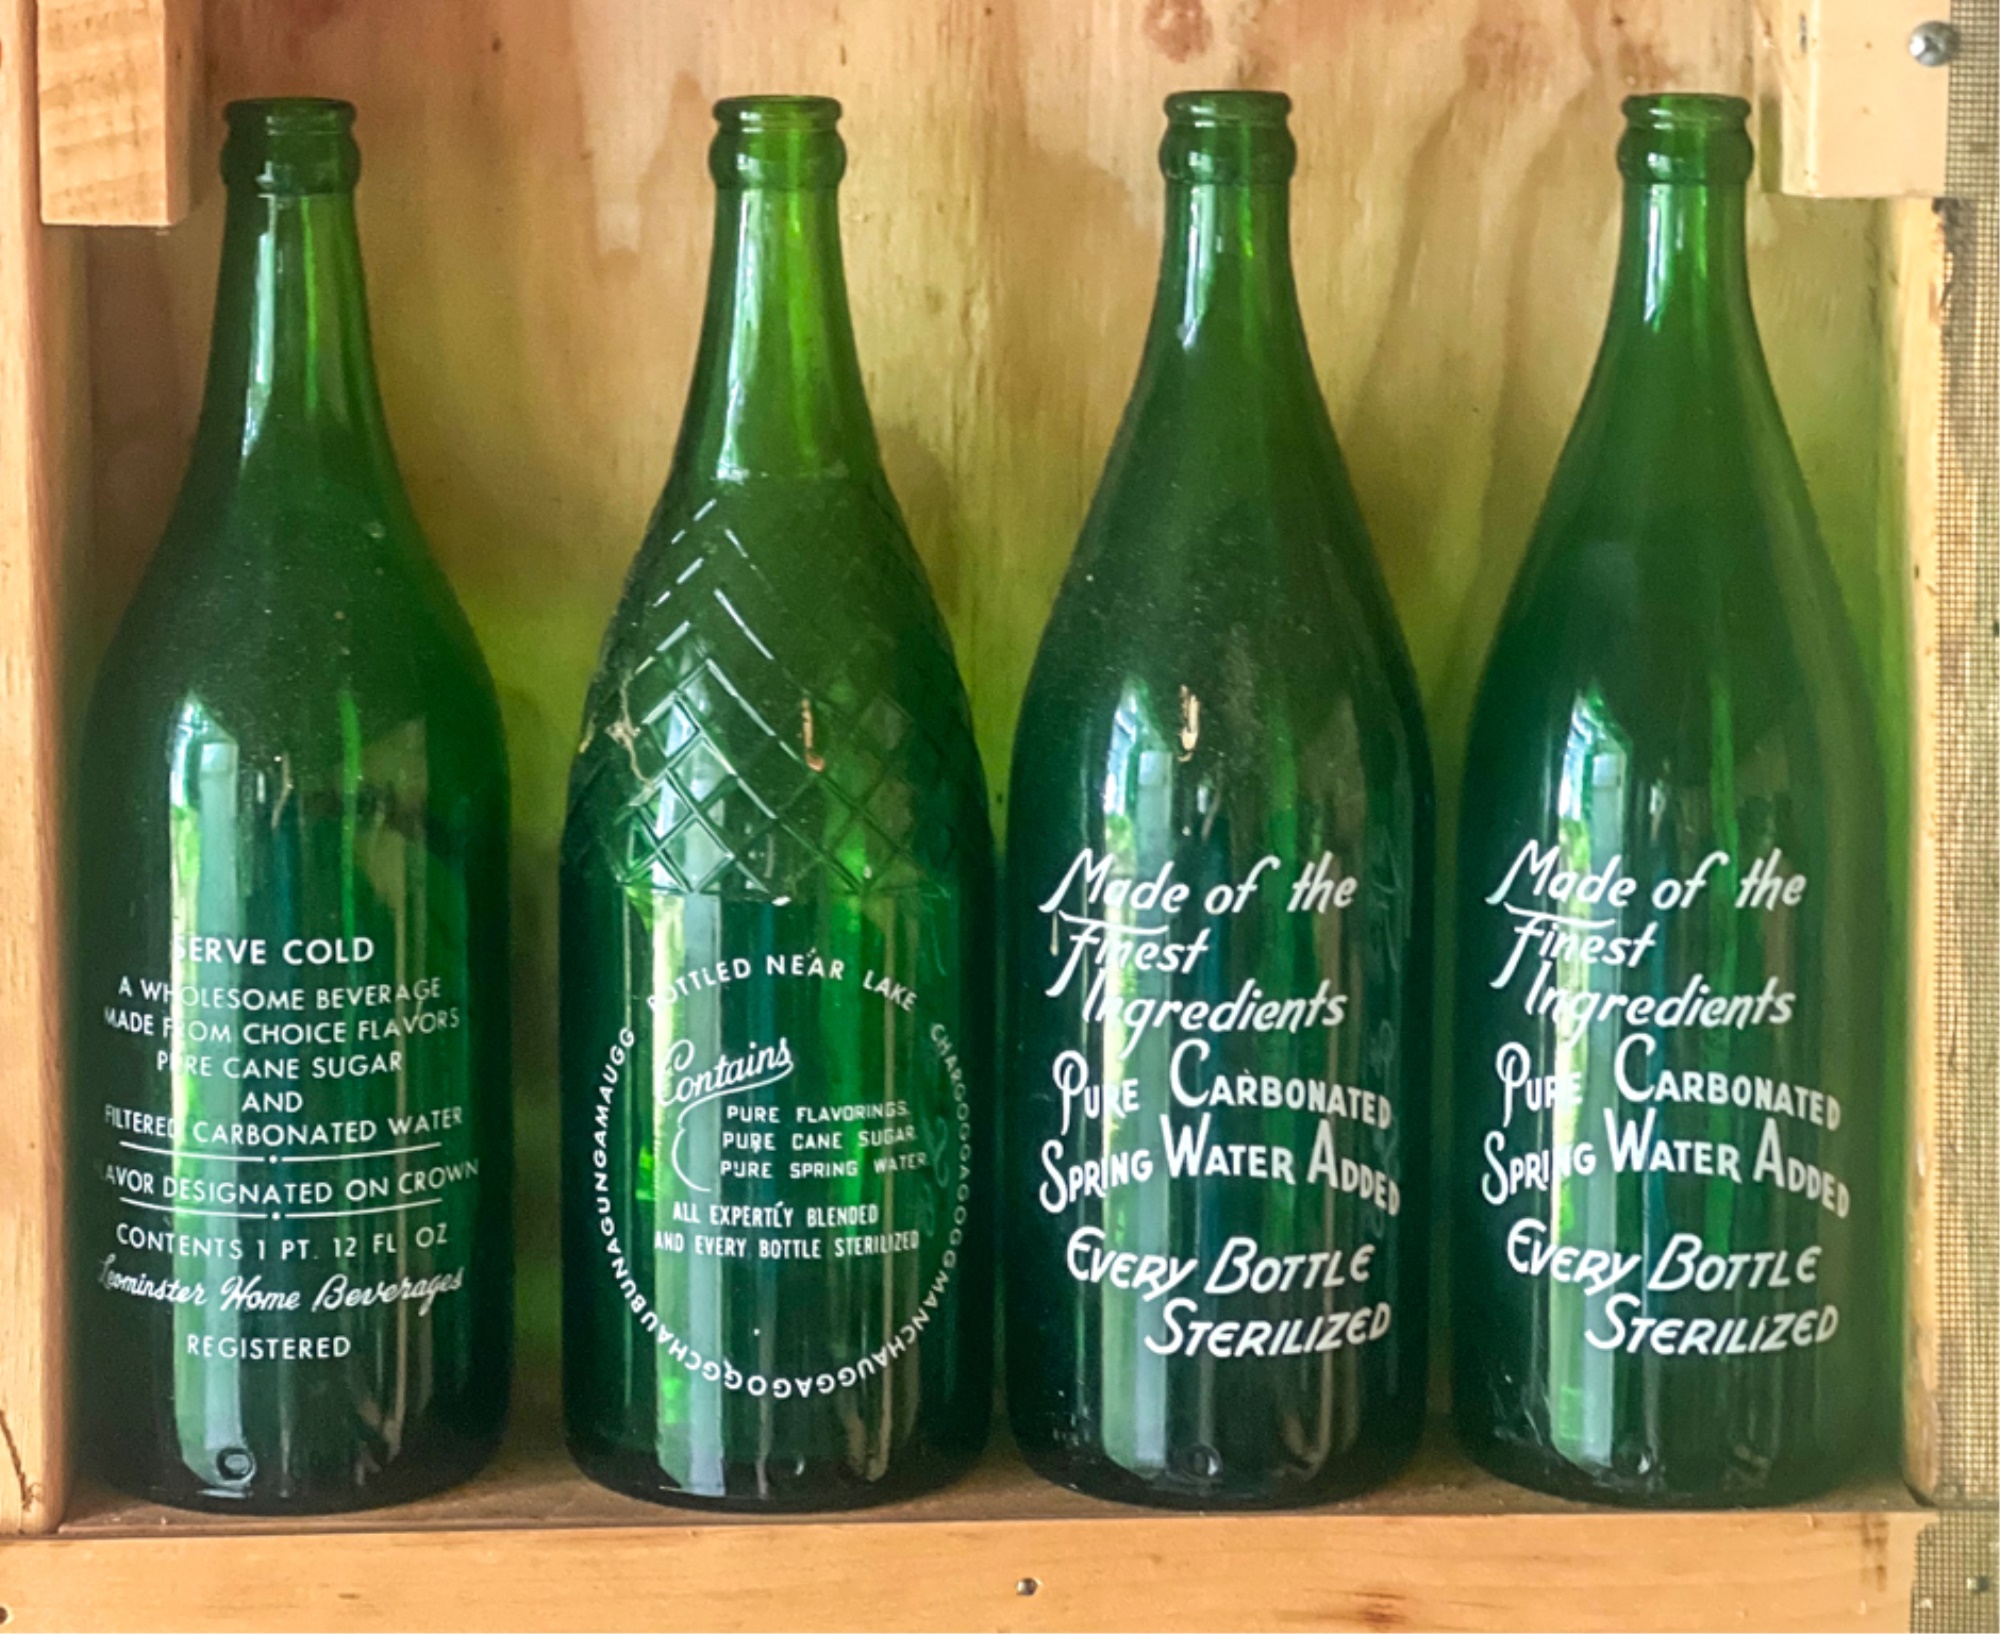 SERVE COLD
A WHOLESOME BEVERAGE
MADE FROM CHOICE FLAVORS
PURE CANE SUGAR
AND
FILTERED CARBONATED WATER
FLAVOR DESIGNATED ON CROWN
CONTENTS 1 PT. 12 FL OZ
Leominster Home Beverages
REGISTERED
BOTTLED NEAR LAKE CHARGOGGAGOGGMANCHAUGGAGOGGCHAUBUNAGUNGAMAUGG
Contains
PURE FLAVORINGS
PURE CANE SUGAR
PURE SPRING WATER
ALL EXPERTLY BLENDED
AND EVERY BOTTLE STERILIZED
Made of the
Finest
Ingredients
PURE CARBONATED
SPRING WATER ADDED
EVERY BOTTLE
STERILIZED
Made of the
Finest
Ingredients
PURE CARBONATED
SPRING WATER ADDED
EVERY BOTTLE
STERILIZED